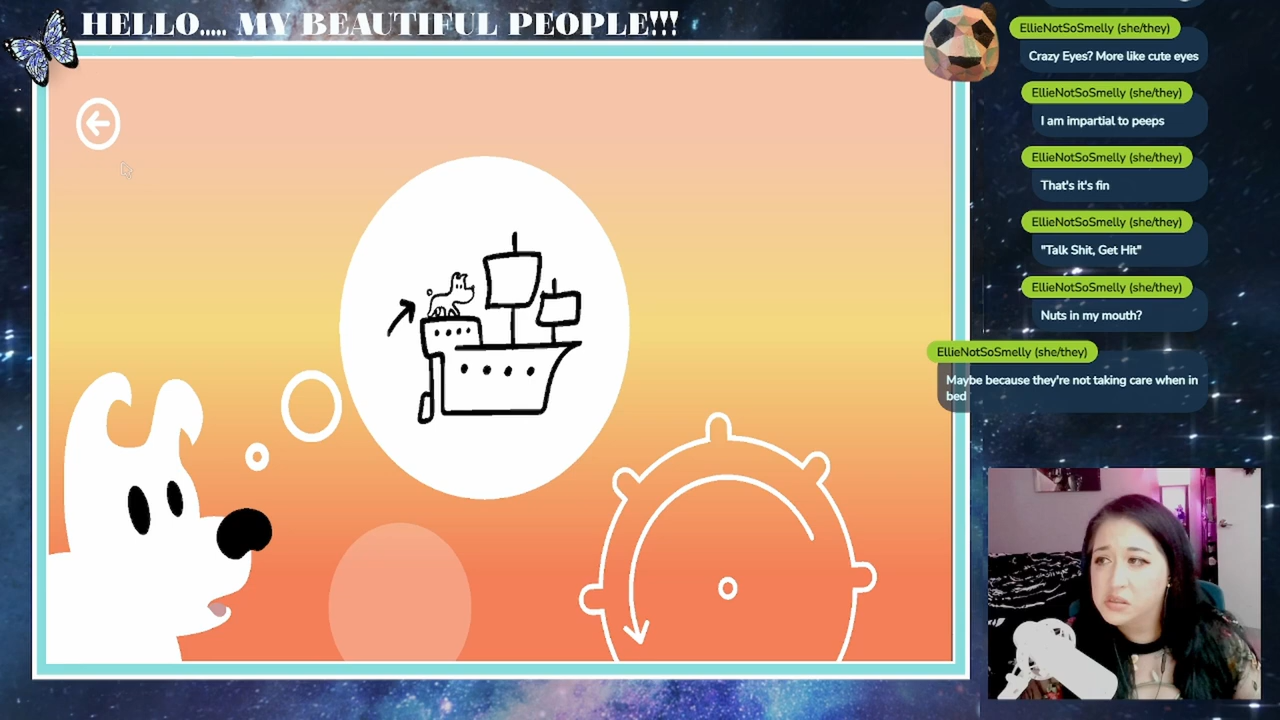 HELLO..... MY BEAUTIFUL PEOPLE!!!
EllieNotSoSmelly (she/they)
Crazy Eyes? More like cute eyes
EllieNotSoSmelly (she/they)
I am impartial to peeps
EllieNotSoSmelly (she/they)
That's it's fin
EllieNotSoSmelly (she/they)
"Talk Shit, Get Hit"
EllieNotSoSmelly (she/they)
Nuts in my mouth?
EllieNotSoSmelly (she/they)
Maybe because they're not taking care when in
bed